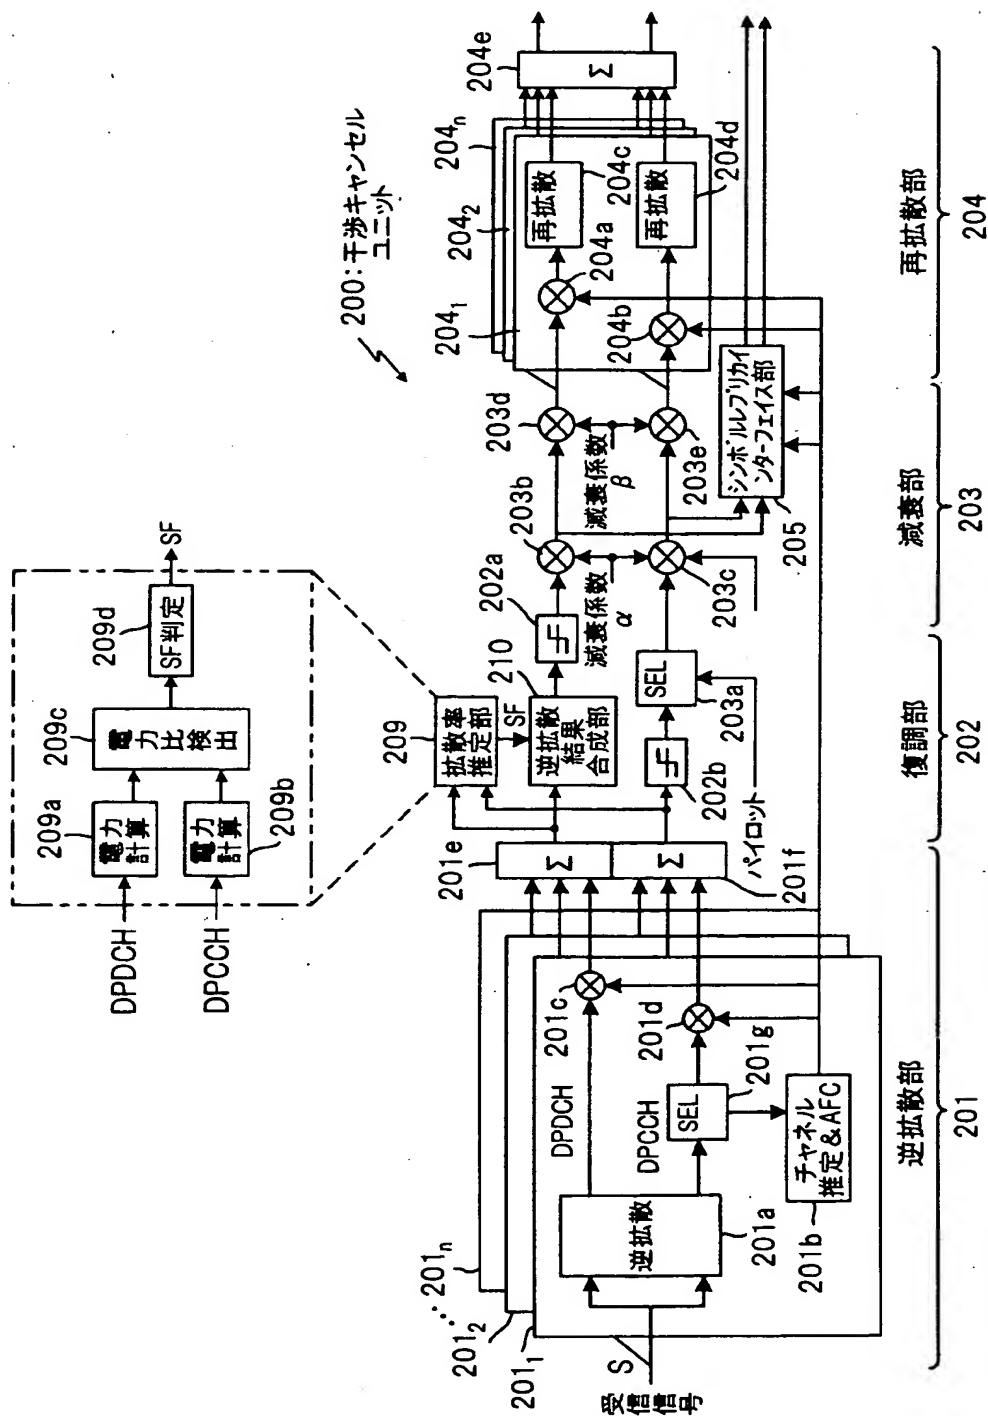 200:干渉キャンセル
ユニット
DPDCH
DPCCH
209a
電力
計算
電力
計算
209b
209c
電力比検出
209d
SF判定
SF
受信信号
S
201₁
201₂
…
201ₙ
逆拡散
201a
DPDCH
DPCCH
SEL
201g
201c
201d
チャネル
推定&AFC
201b
201e
Σ
Σ
201f
209
拡散率
推定部
SF
210
逆拡散
結果
合成部
202a
202b
SEL
203a
パイロット
203b
減衰係数
α
203c
203d
減衰係数
β
203e
シンボルレプリカイ
ンターフェイス部
205
204₁
204₂
204ₙ
204a
204b
再拡散
204c
再拡散
204d
Σ
204e
逆拡散部
201
復調部
202
減衰部
203
再拡散部
204